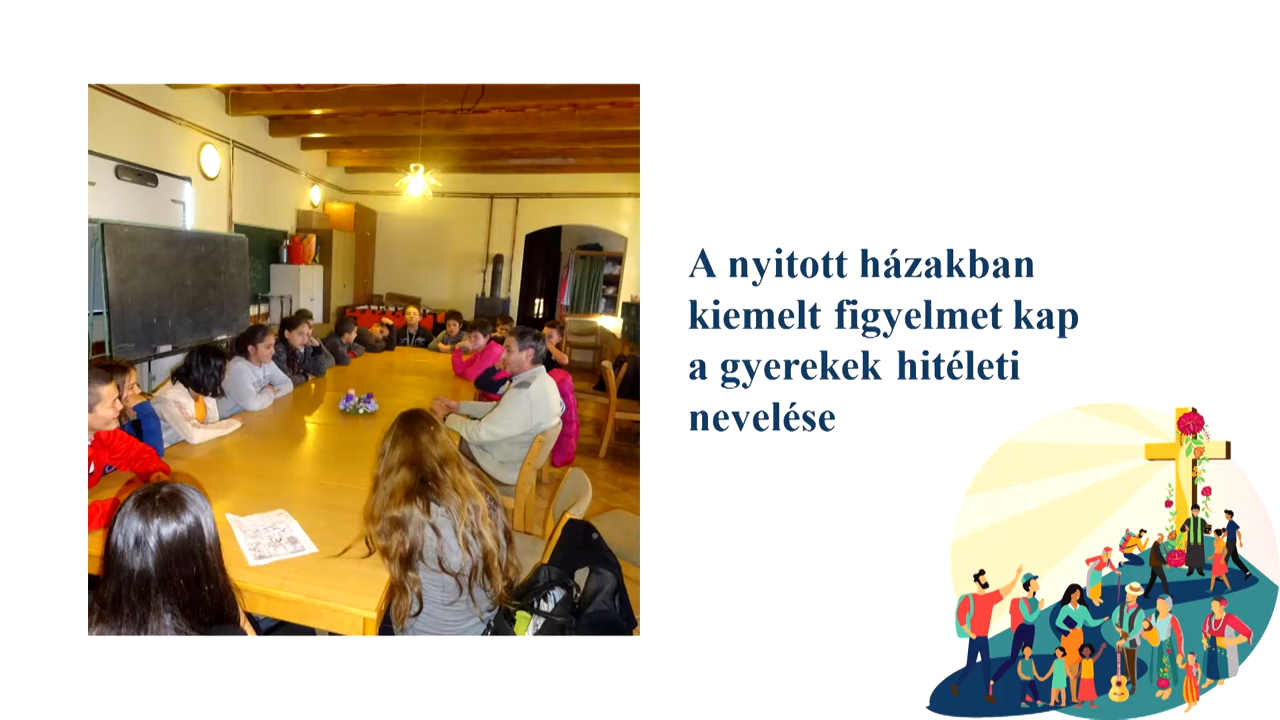 A nyitott házakban
kiemelt figyelmet kap
a gyerekek hitéleti
nevelése